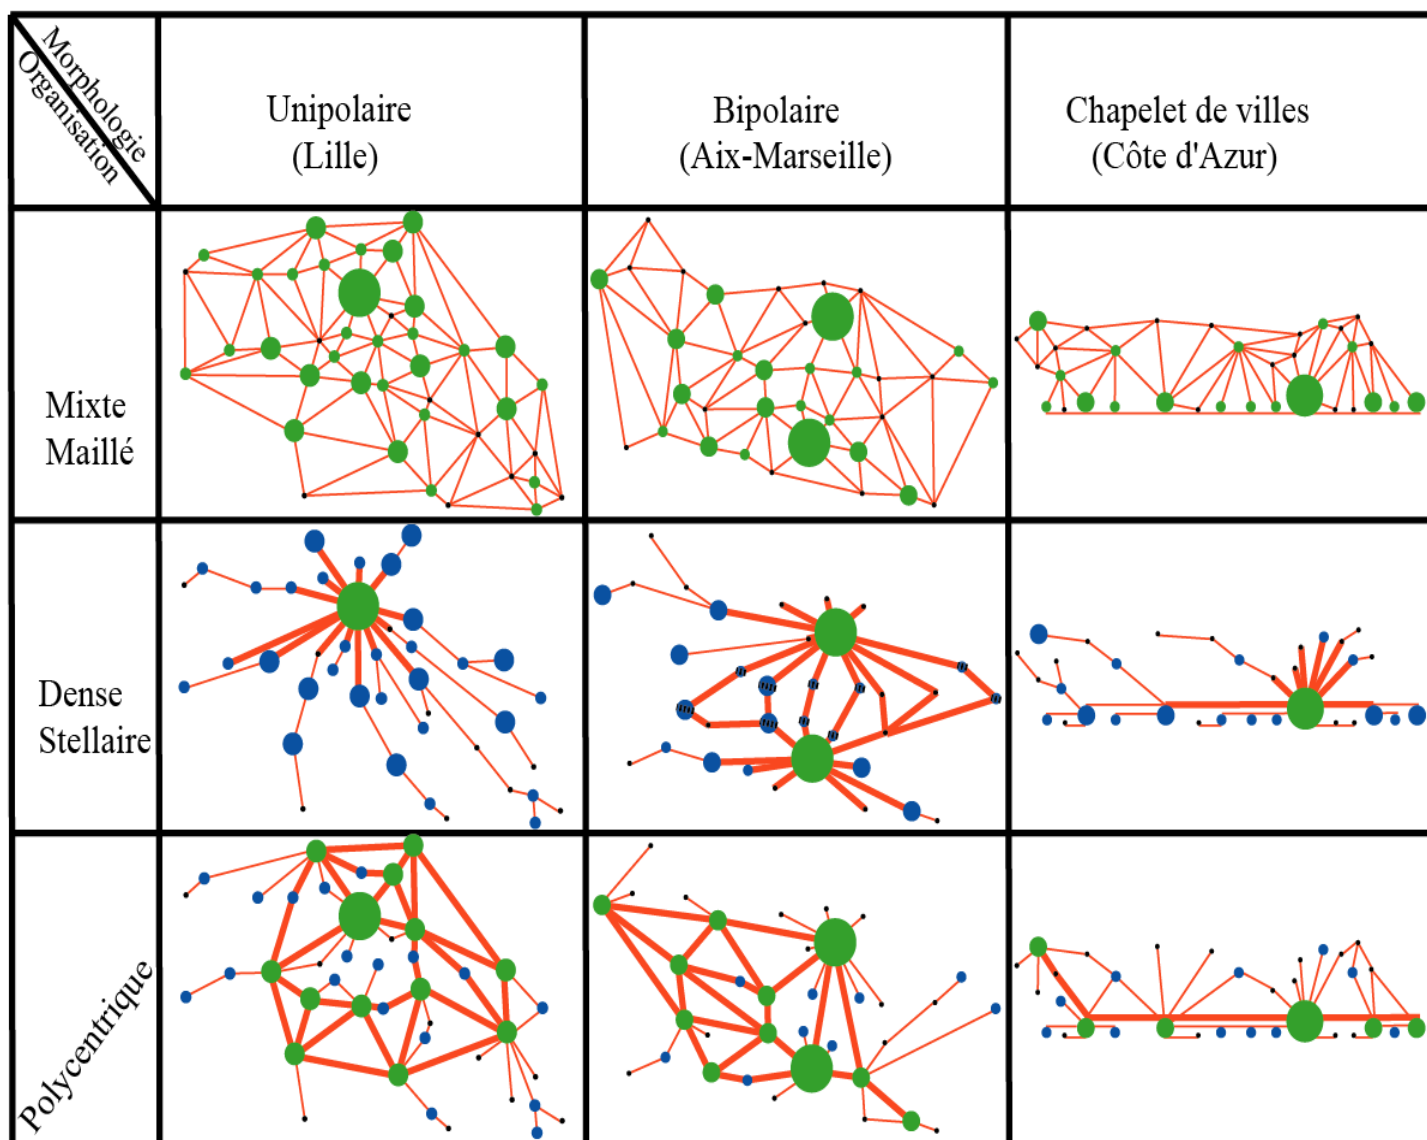 Morphologie
Organisation
Unipolaire
(Lille)
Bipolaire
(Aix-Marseille)
Chapelet de villes
(Côte d'Azur)
Mixte
Maillé
Dense
Stellaire
Polycentrique